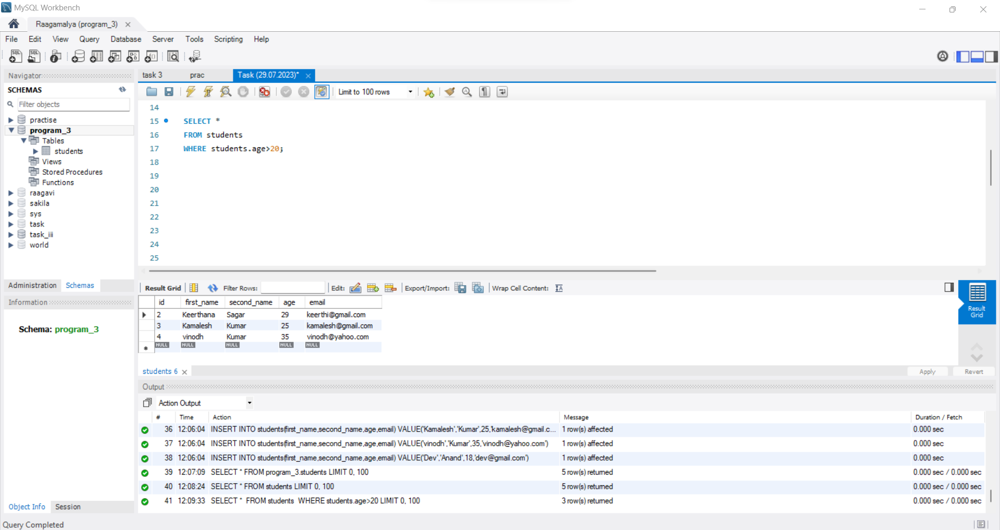 MySQL Workbench
Raagamalya (program_3)
File Edit View Query Database Server Tools Scripting Help
Navigator
SCHEMAS
Filter objects
practise
program_3
Tables
students
Views
Stored Procedures
Functions
raagavi
sakila
sys
task
task_iii
world
Administration Schemas
Information
Schema: program_3
Object Info Session
Query Completed
task 3 prac Task (29.07.2023)*
Limit to 100 rows
14
15 SELECT *
16 FROM students
17 WHERE students.age>20;
18
19
20
21
22
23
24
25
Result Grid Filter Rows: Edit: Export/Import: Wrap Cell Content:
id first_name second_name age email
2 Keerthana Sagar 29 keerthi@gmail.com
3 Kamalesh Kumar 25 kamalesh@gmail.com
4 vinodh Kumar 35 vinodh@yahoo.com
NULL NULL NULL NULL NULL
Result
Grid
students 6 Apply Revert
Output
Action Output
# Time Action Message Duration / Fetch
36 12:06:04 INSERT INTO students(first_name,second_name,age,email) VALUE('Kamalesh','Kumar',25,'kamalesh@gmail.c... 1 row(s) affected 0.000 sec
37 12:06:04 INSERT INTO students(first_name,second_name,age,email) VALUE('vinodh','Kumar',35,'vinodh@yahoo.com') 1 row(s) affected 0.000 sec
38 12:06:04 INSERT INTO students(first_name,second_name,age,email) VALUE('Dev','Anand',18,'dev@gmail.com') 1 row(s) affected 0.000 sec
39 12:07:09 SELECT * FROM program_3.students LIMIT 0, 100 5 row(s) returned 0.000 sec / 0.000 sec
40 12:08:24 SELECT * FROM students LIMIT 0, 100 5 row(s) returned 0.000 sec / 0.000 sec
41 12:09:33 SELECT * FROM students WHERE students.age>20 LIMIT 0, 100 3 row(s) returned 0.000 sec / 0.000 sec